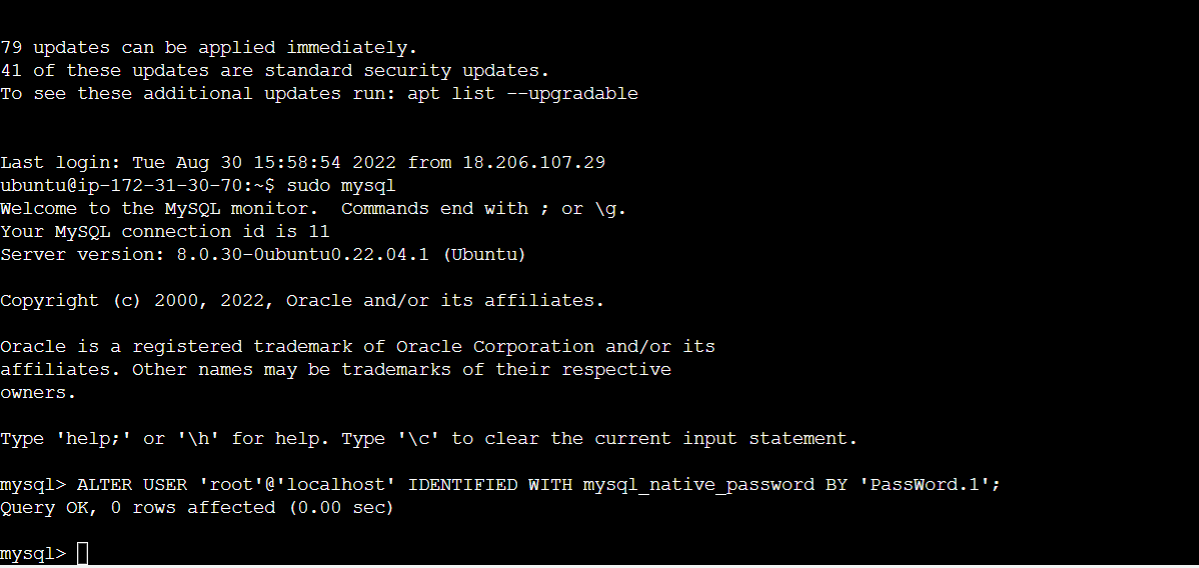 79 updates can be applied immediately.
41 of these updates are standard security updates.
To see these additional updates run: apt list --upgradable
Last login: Tue Aug 30 15:58:54 2022 from 18.206.107.29
ubuntu@ip-172-31-30-70:~$ sudo mysql
Welcome to the MySQL monitor.  Commands end with ; or \g.
Your MySQL connection id is 11
Server version: 8.0.30-0ubuntu0.22.04.1 (Ubuntu)
Copyright (c) 2000, 2022, Oracle and/or its affiliates.
Oracle is a registered trademark of Oracle Corporation and/or its
affiliates. Other names may be trademarks of their respective
owners.
Type 'help;' or '\h' for help. Type '\c' to clear the current input statement.
mysql> ALTER USER 'root'@'localhost' IDENTIFIED WITH mysql_native_password BY 'PassWord.1';
Query OK, 0 rows affected (0.00 sec)
mysql>